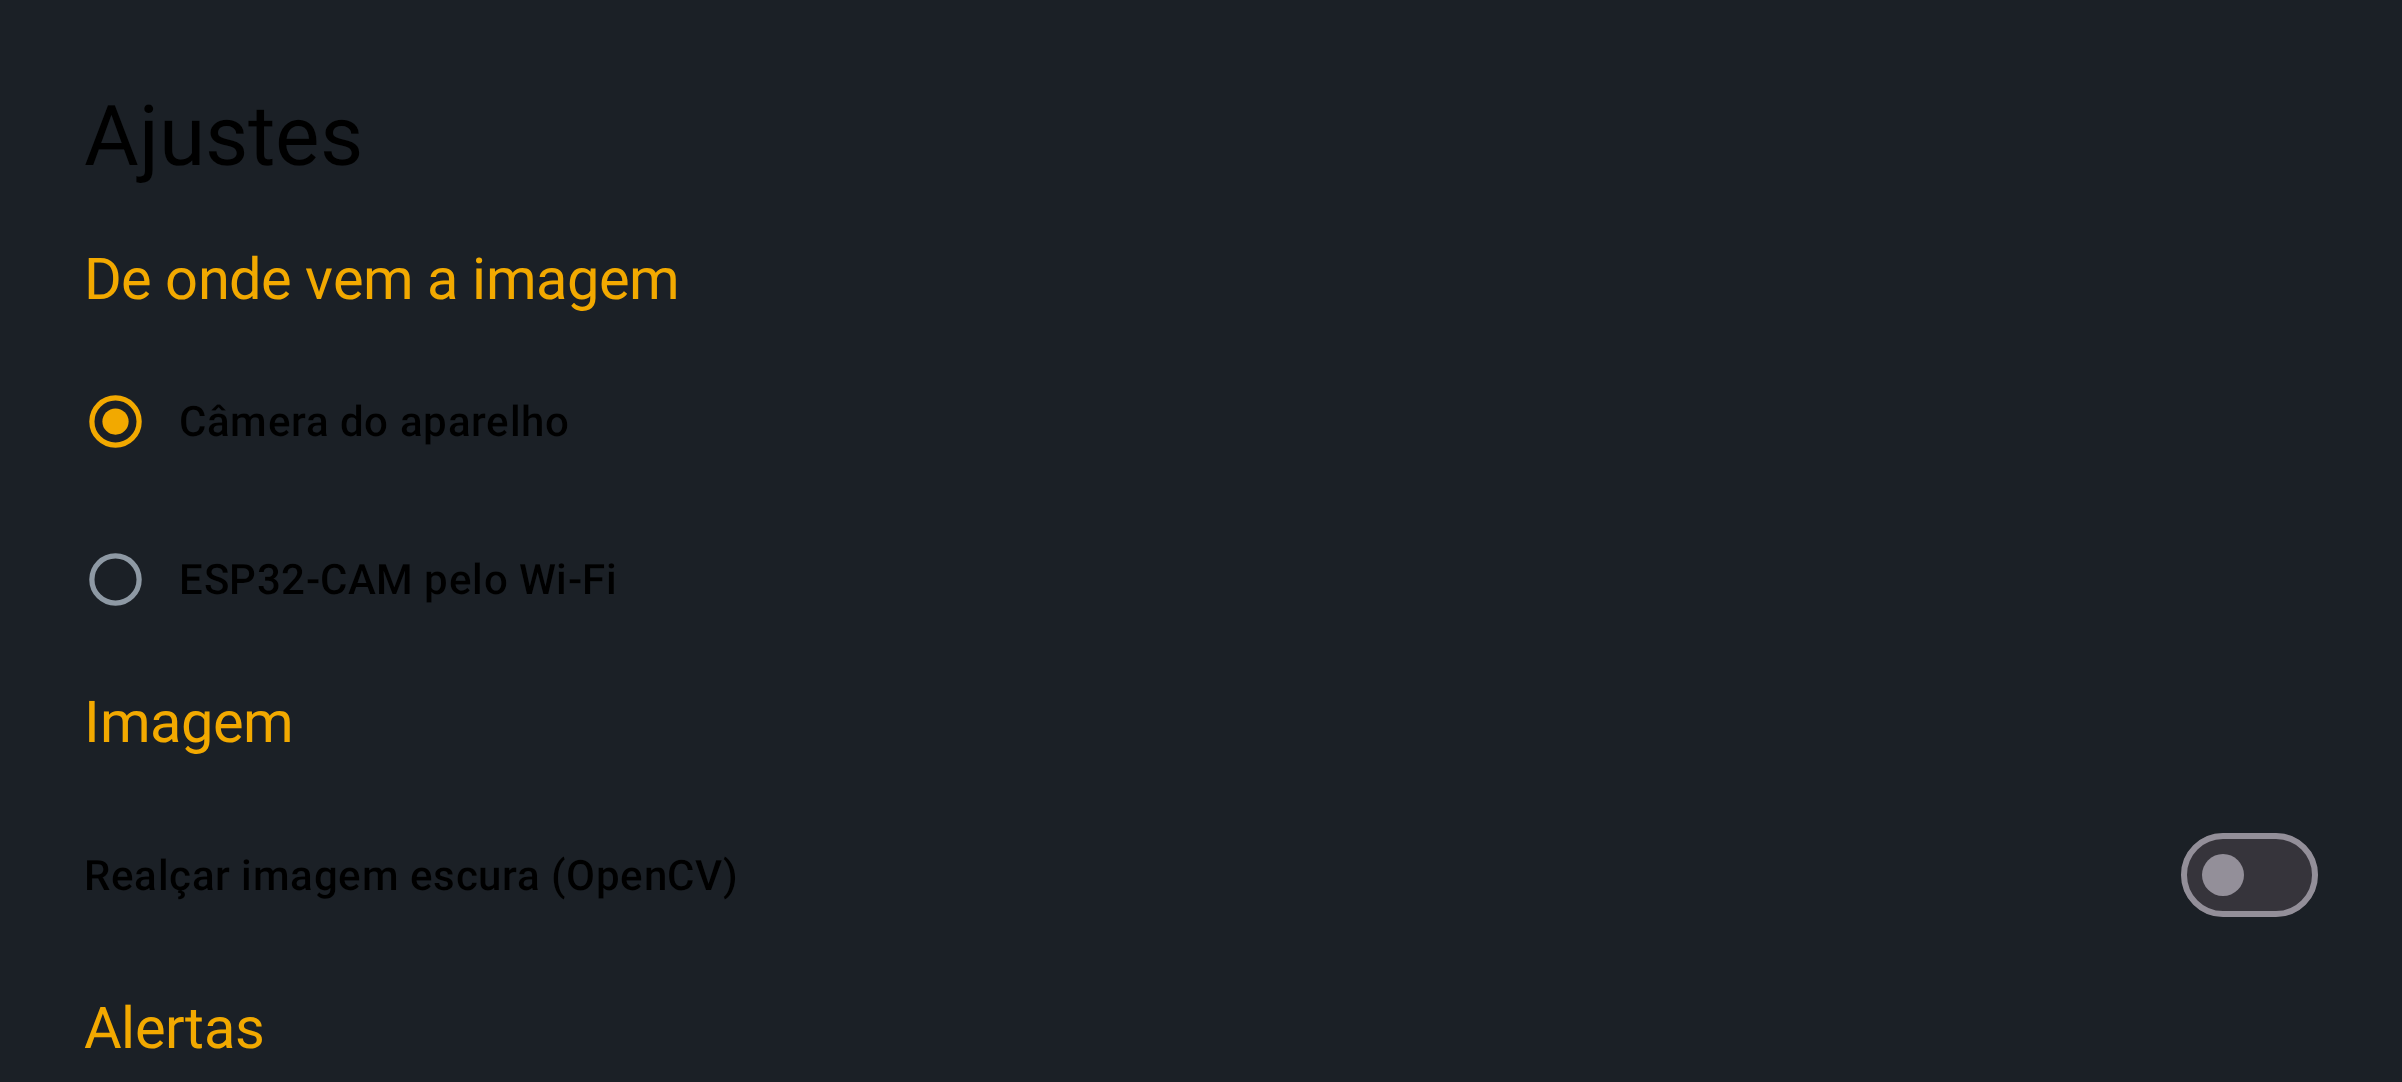 Ajustes
De onde vem a imagem
Câmera do aparelho
ESP32-CAM pelo Wi-Fi
Imagem
Realçar imagem escura (OpenCV)
Alertas